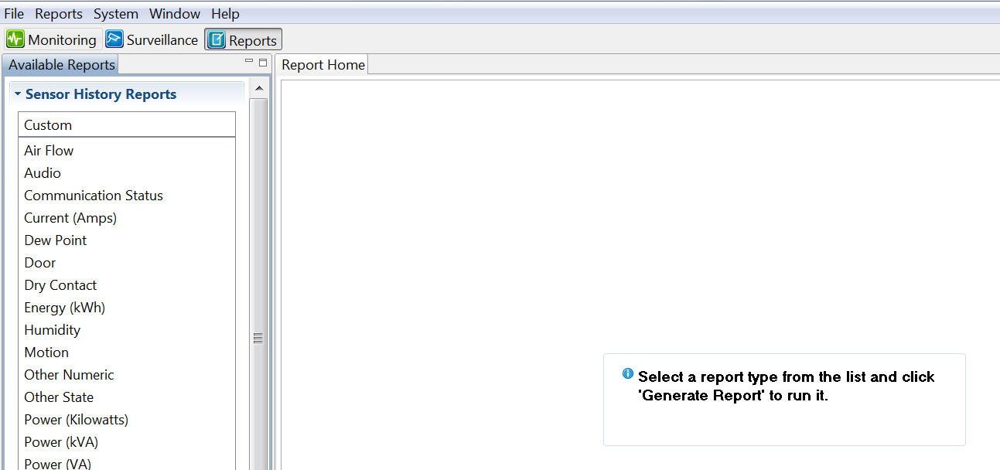 File Reports System Window Help
Monitoring Surveillance Reports
Available Reports
Report Home
Sensor History Reports
Custom
Air Flow
Audio
Communication Status
Current (Amps)
Dew Point
Door
Dry Contact
Energy (kWh)
Humidity
Motion
Other Numeric
Other State
Power (Kilowatts)
Power (kVA)
Power (VA)
Select a report type from the list and click
'Generate Report' to run it.